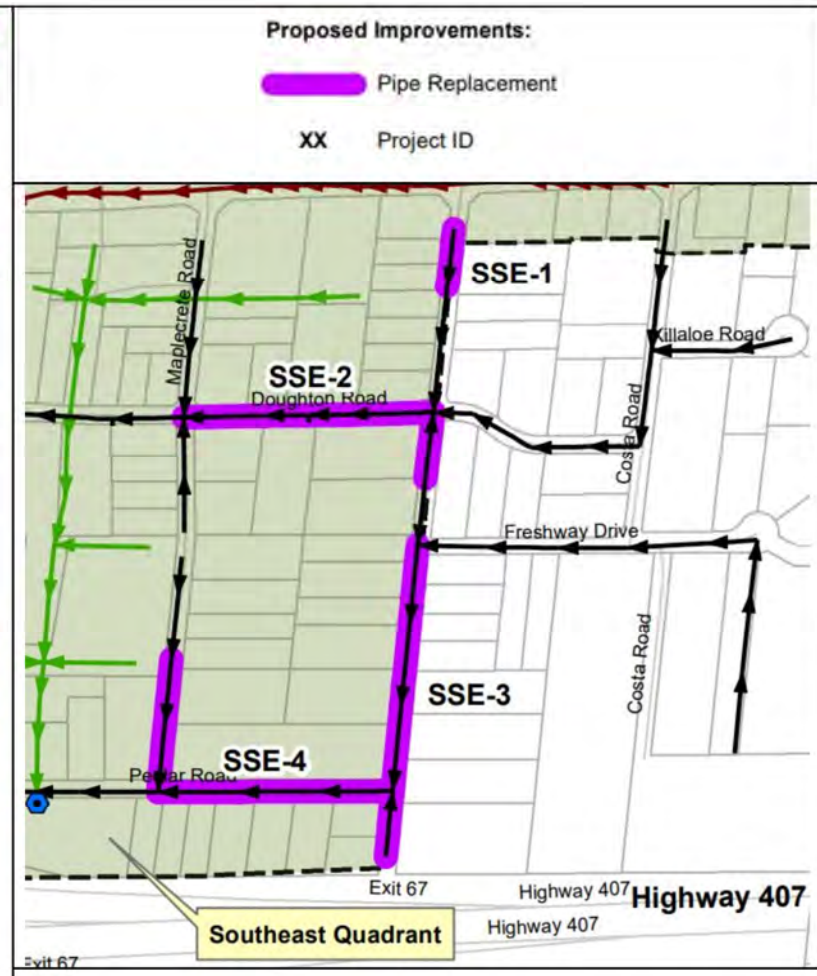 Proposed Improvements:
Pipe Replacement
XX Project ID
SSE-1
Maplecrete Road
Killaloe Road
SSE-2
Doughton Road
Costa Road
Freshway Drive
Costa Road
SSE-3
SSE-4
Road
Exit 67
Highway 407
Highway 407
Highway 407
Southeast Quadrant
Exit 67